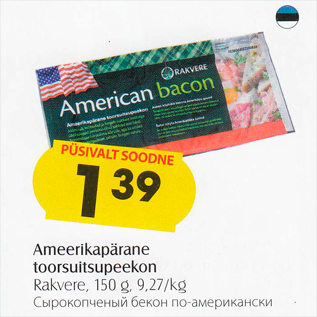 RAKVERE
American bacon
Ameerikapärane toorsuitsupeekon
PÜSIVALT SOODNE
1 39
Ameerikapärane
toorsuitsupeekon
Rakvere, 150 g, 9,27/kg
Сырокопченый бекон по-американски